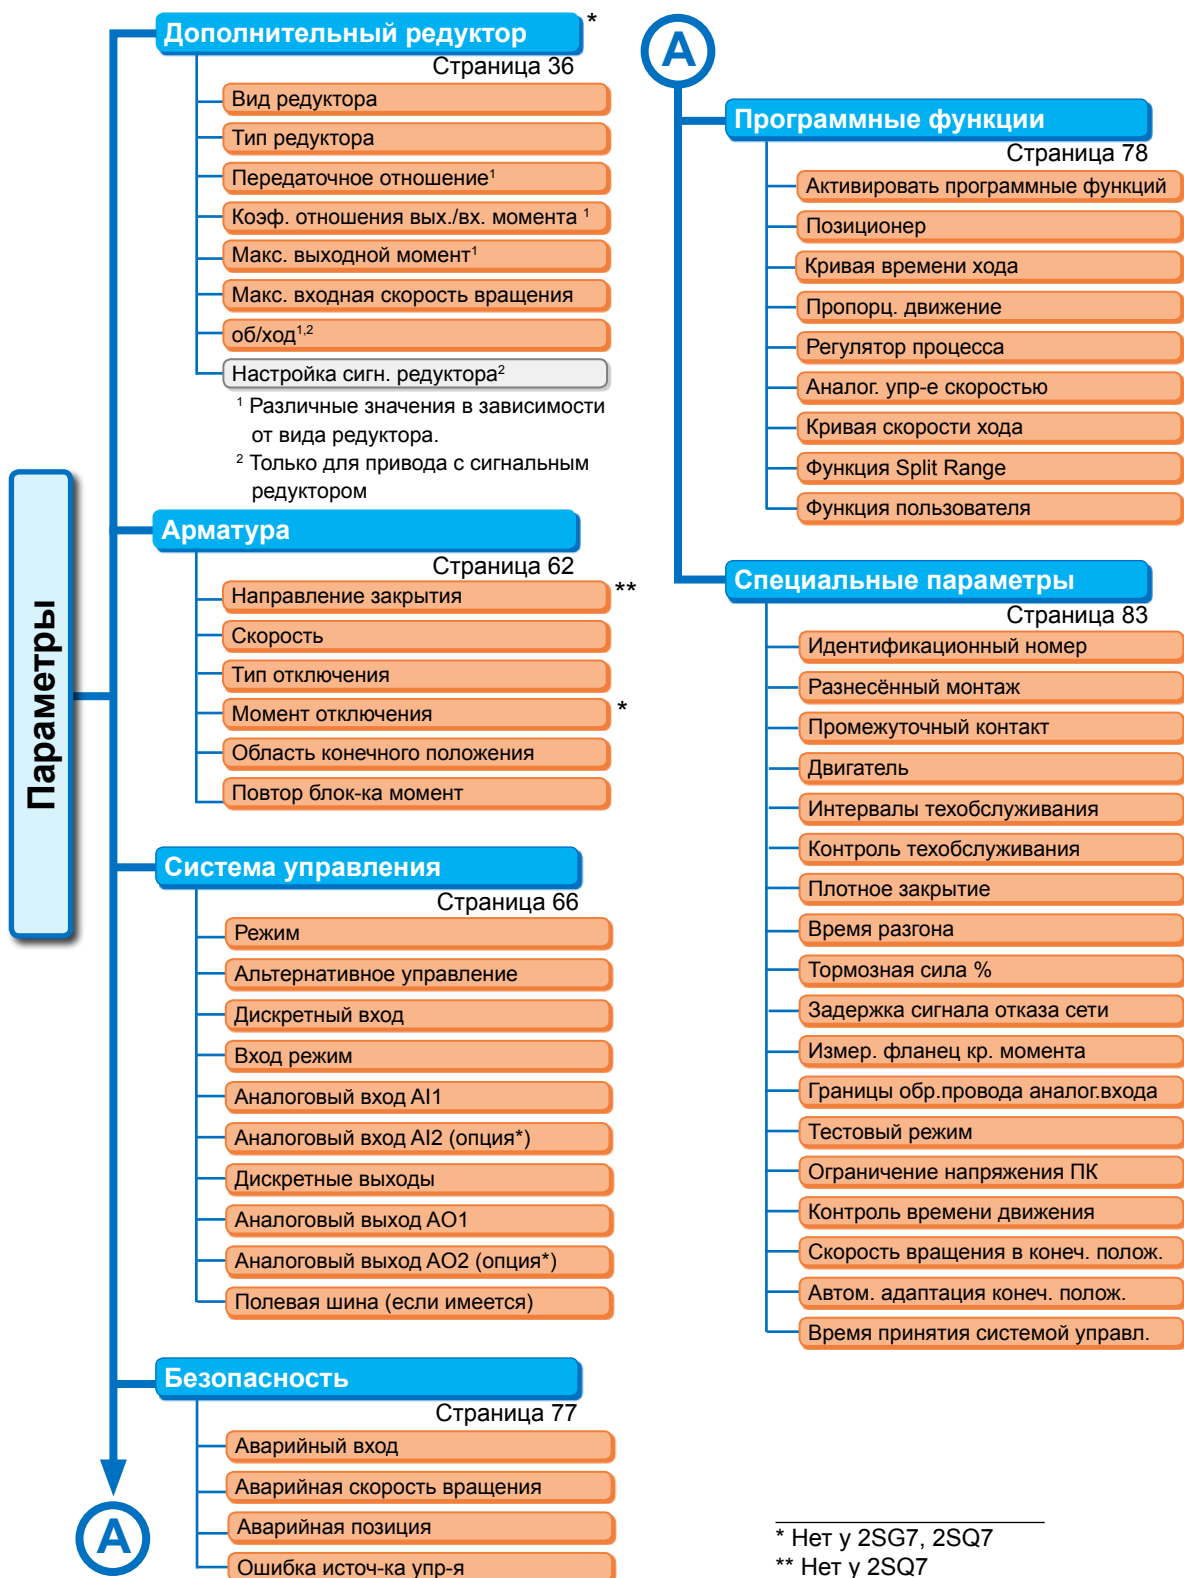 Параметры
Дополнительный редуктор *
Страница 36
Вид редуктора
Тип редуктора
Передаточное отношение¹
Коэф. отношения вых./вх. момента ¹
Макс. выходной момент¹
Макс. входная скорость вращения
об/ход¹,²
Настройка сигн. редуктора²
¹ Различные значения в зависимости
от вида редуктора.
² Только для привода с сигнальным
редуктором
Арматура
Страница 62
Направление закрытия **
Скорость
Тип отключения
Момент отключения *
Область конечного положения
Повтор блок-ка момент
Система управления
Страница 66
Режим
Альтернативное управление
Дискретный вход
Вход режим
Аналоговый вход AI1
Аналоговый вход AI2 (опция*)
Дискретные выходы
Аналоговый выход AO1
Аналоговый выход AO2 (опция*)
Полевая шина (если имеется)
Безопасность
Страница 77
Аварийный вход
Аварийная скорость вращения
Аварийная позиция
Ошибка источ-ка упр-я
A
A
Программные функции
Страница 78
Активировать программные функций
Позиционер
Кривая времени хода
Пропорц. движение
Регулятор процесса
Аналог. упр-е скоростью
Кривая скорости хода
Функция Split Range
Функция пользователя
Специальные параметры
Страница 83
Идентификационный номер
Разнесённый монтаж
Промежуточный контакт
Двигатель
Интервалы техобслуживания
Контроль техобслуживания
Плотное закрытие
Время разгона
Тормозная сила %
Задержка сигнала отказа сети
Измер. фланец кр. момента
Границы обр.провода аналог.входа
Тестовый режим
Ограничение напряжения ПК
Контроль времени движения
Скорость вращения в конеч. полож.
Автом. адаптация конеч. полож.
Время принятия системой управл.
* Нет у 2SG7, 2SQ7
** Нет у 2SQ7